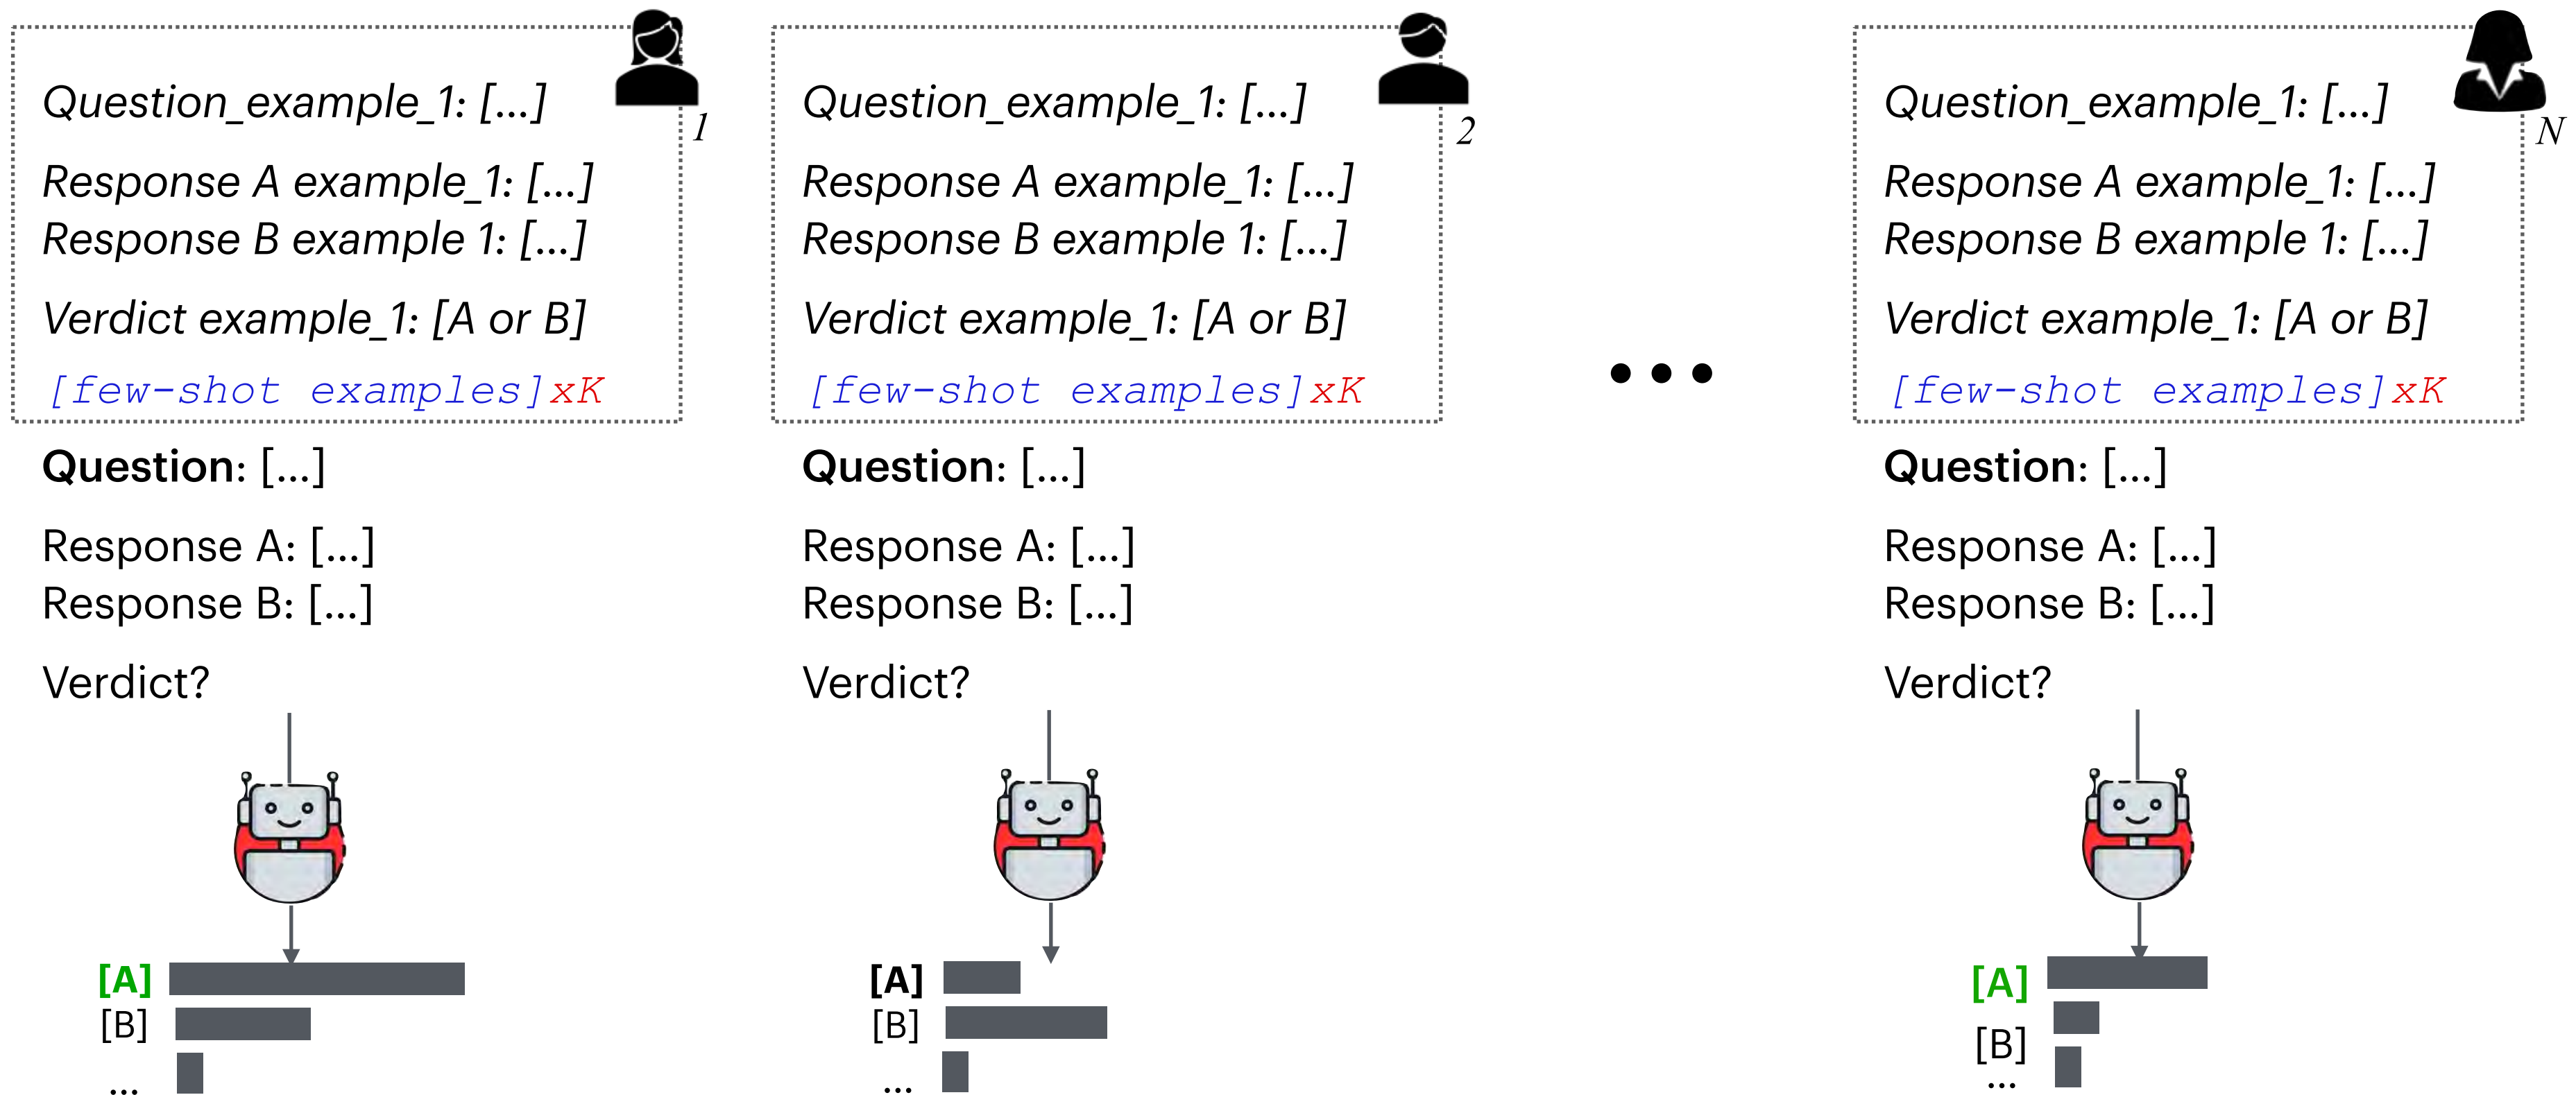 Question_example_1: [...]
Response A example_1: [...]
Response B example 1: [...]
Verdict example_1: [A or B]
[few-shot examples]xK
1
Question: [...]
Response A: [...]
Response B: [...]
Verdict?
[A]
[B]
...
Question_example_1: [...]
Response A example_1: [...]
Response B example 1: [...]
Verdict example_1: [A or B]
[few-shot examples]xK
2
Question: [...]
Response A: [...]
Response B: [...]
Verdict?
[A]
[B]
...
Question_example_1: [...]
Response A example_1: [...]
Response B example 1: [...]
Verdict example_1: [A or B]
[few-shot examples]xK
N
Question: [...]
Response A: [...]
Response B: [...]
Verdict?
[A]
[B]
...